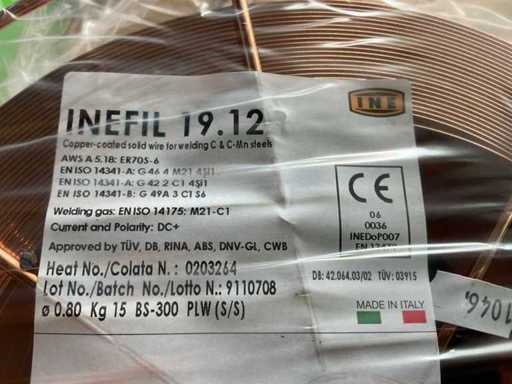 INEFIL 19.12
INE
Copper-coated solid wire for welding C & C-Mn steels
AWS A 5.18: ER70S-6
EN ISO 14341-A: G 46 4 M21 4Si1
EN ISO 14341-A: G 42 2 C1 4Si1
EN ISO 14341-B: G 49A 3 C1 S6
Welding gas: EN ISO 14175: M21-C1
Current and Polarity: DC+
Approved by TÜV, DB, RINA, ABS, DNV-GL, CWB
Heat No./Colata N. : 0203264
Lot No./Batch No./Lotto N.: 9110708
ø 0.80 Kg 15 BS-300 PLW (S/S)
CE
06
0036
INEDoP007
EN 13479
DB: 42.064.03/02 TÜV: 03915
MADE IN ITALY
1046